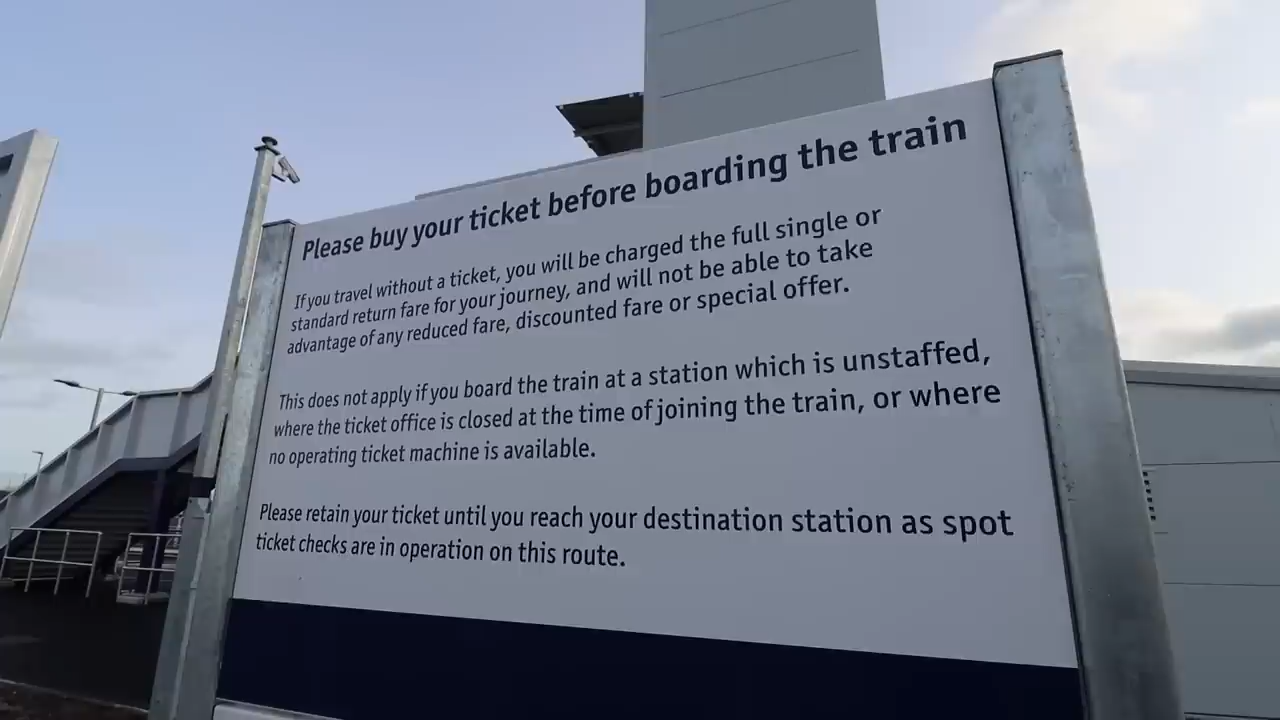 Please buy your ticket before boarding the train
If you travel without a ticket, you will be charged the full single or
standard return fare for your journey, and will not be able to take
advantage of any reduced fare, discounted fare or special offer.
This does not apply if you board the train at a station which is unstaffed,
where the ticket office is closed at the time of joining the train, or where
no operating ticket machine is available.
Please retain your ticket until you reach your destination station as spot
ticket checks are in operation on this route.